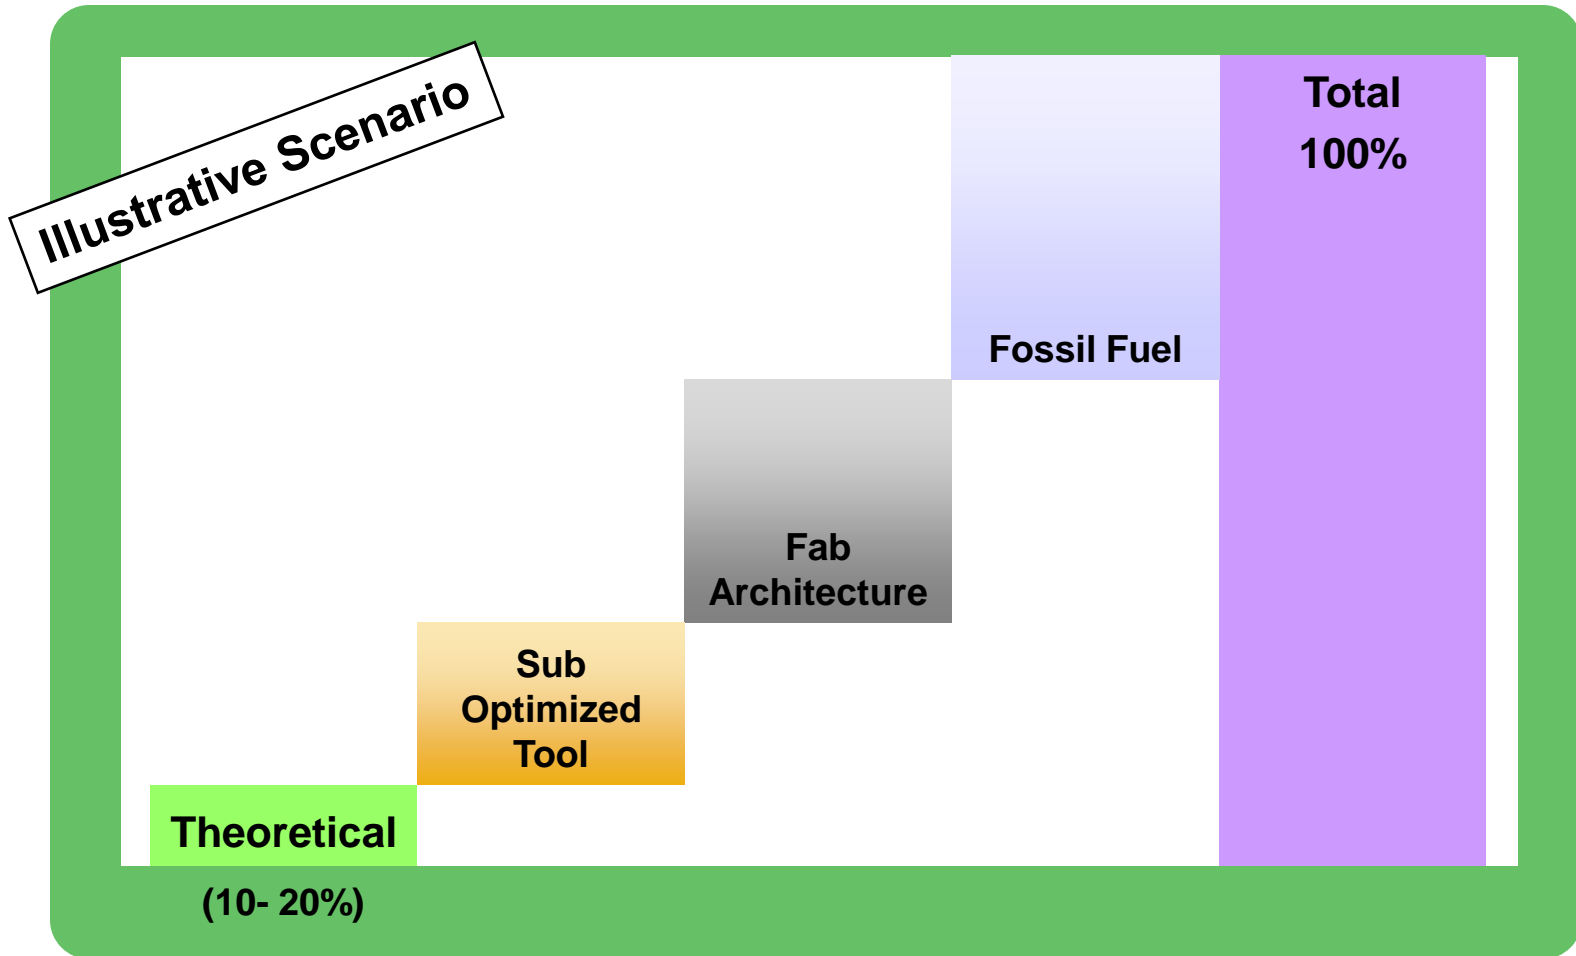 Illustrative Scenario
Total
100%
Fossil Fuel
Fab
Architecture
Sub
Optimized
Tool
Theoretical
(10- 20%)